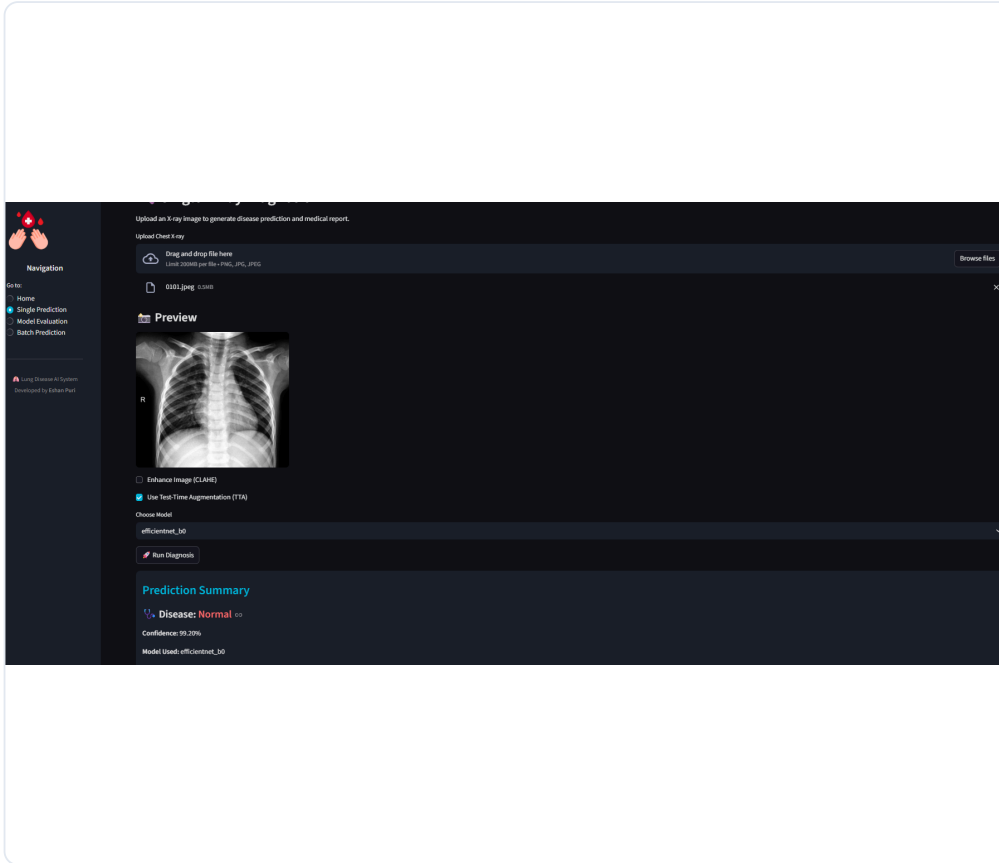 Navigation
Go to:
Home
Single Prediction
Model Evaluation
Batch Prediction
Lung Disease AI System
Developed by Eshan Puri
Upload an X-ray image to generate disease prediction and medical report.
Upload Chest X-ray
Drag and drop file here
Limit 200MB per file • PNG, JPG, JPEG
Browse files
0101.jpeg 0.5MB
Preview
R
Enhance Image (CLAHE)
Use Test-Time Augmentation (TTA)
Choose Model
efficientnet_b0
Run Diagnosis
Prediction Summary
Disease: Normal
Confidence: 99.20%
Model Used: efficientnet_b0